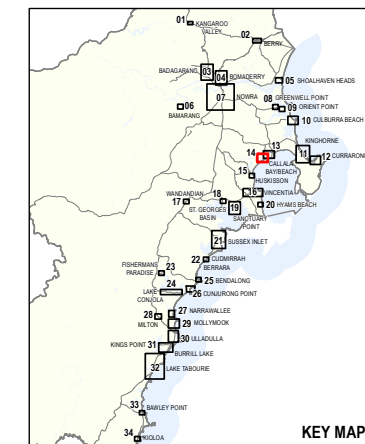 01
KANGAROO
VALLEY
02
BERRY
BADAGARANG
03
04
BOMADERRY
05
SHOALHAVEN HEADS
07
NOWRA
06
BAMARANG
08
GREENWELL POINT
09
ORIENT POINT
10
CULBURRA BEACH
KINGHORNE
11
12
CURRARONG
14
13
CALLALA
BAY/BEACH
15
HUSKISSON
WANDANDIAN
17
18
16
VINCENTIA
ST. GEORGES
BASIN
19
20
HYAMS BEACH
SANCTUARY
POINT
21
SUSSEX INLET
22
CUDMIRRAH
BERRARA
FISHERMANS
PARADISE
23
24
25
BENDALONG
LAKE
CONJOLA
26
CUNJURONG POINT
27
NARRAWALLEE
28
MILTON
29
MOLLYMOOK
30
ULLADULLA
KINGS POINT
31
BURRILL LAKE
32
LAKE TABOURIE
33
BAWLEY POINT
34
KIOLOA
KEY MAP